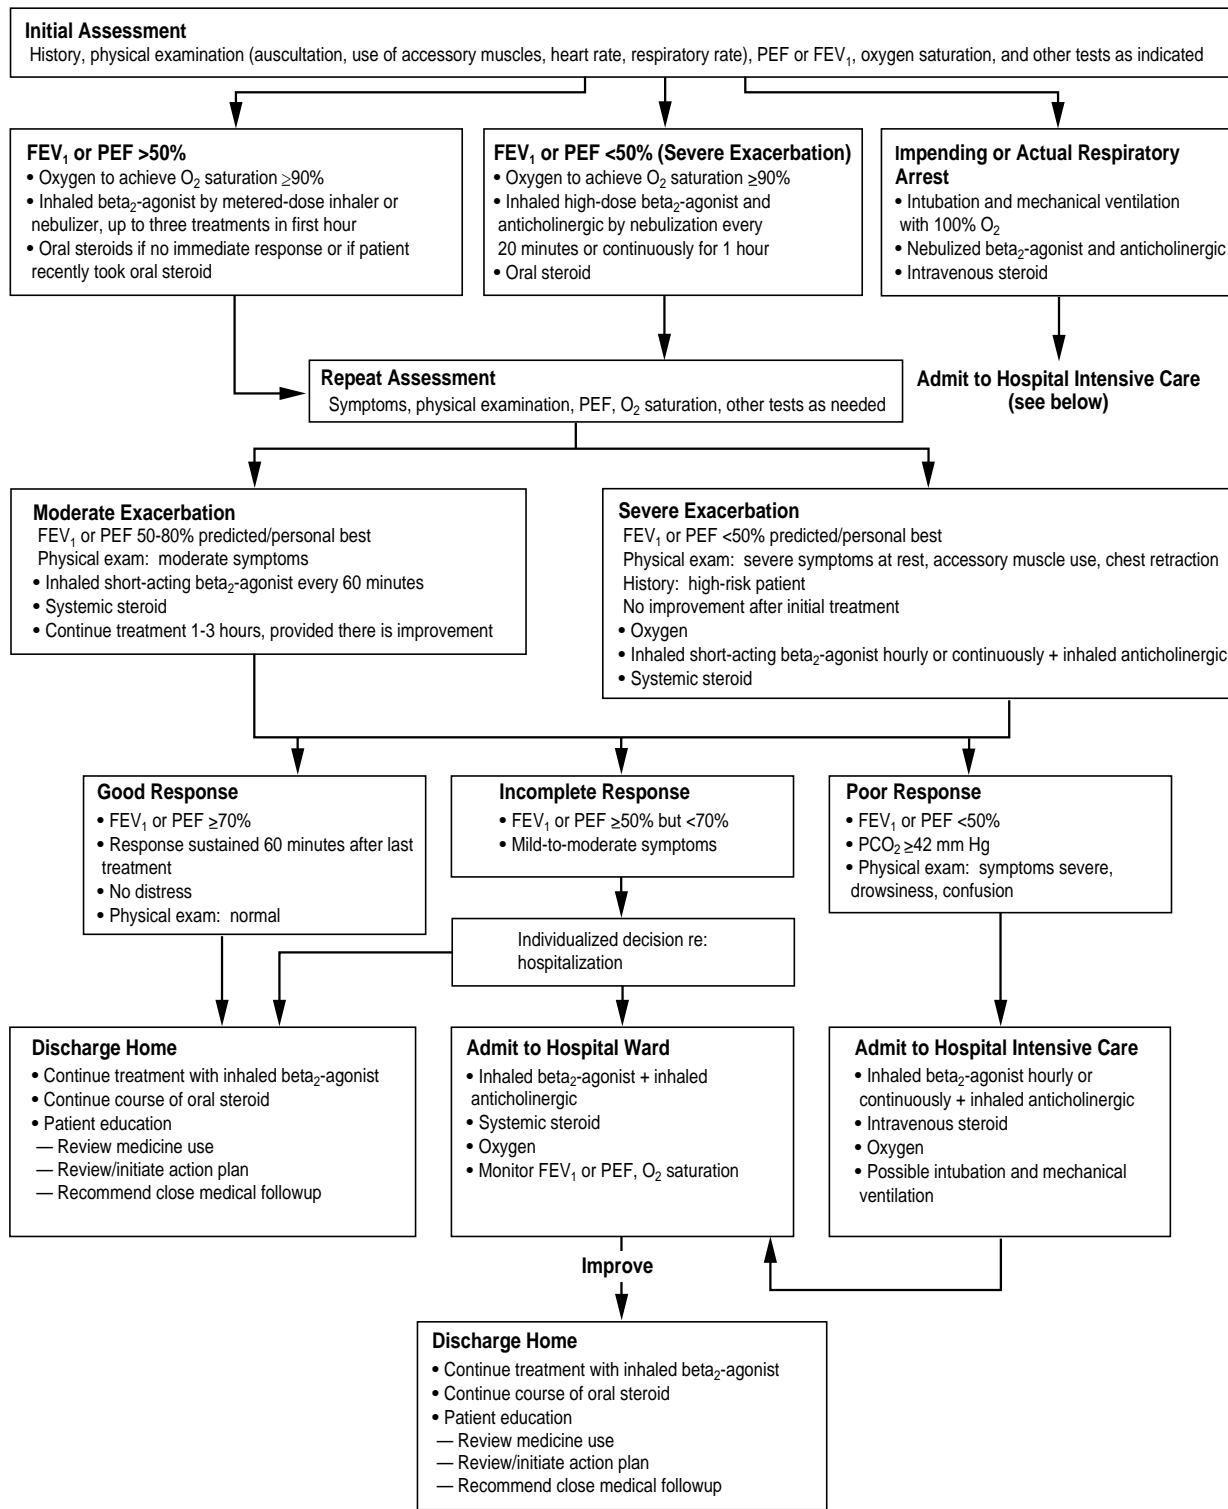 Initial Assessment
History, physical examination (auscultation, use of accessory muscles, heart rate, respiratory rate), PEF or FEV₁, oxygen saturation, and other tests as indicated
FEV₁ or PEF >50%
• Oxygen to achieve O₂ saturation ≥90%
• Inhaled beta₂-agonist by metered-dose inhaler or
nebulizer, up to three treatments in first hour
• Oral steroids if no immediate response or if patient
recently took oral steroid
FEV₁ or PEF <50% (Severe Exacerbation)
• Oxygen to achieve O₂ saturation ≥90%
• Inhaled high-dose beta₂-agonist and
anticholinergic by nebulization every
20 minutes or continuously for 1 hour
• Oral steroid
Impending or Actual Respiratory
Arrest
• Intubation and mechanical ventilation
with 100% O₂
• Nebulized beta₂-agonist and anticholinergic
• Intravenous steroid
Repeat Assessment
Symptoms, physical examination, PEF, O₂ saturation, other tests as needed
Admit to Hospital Intensive Care
(see below)
Moderate Exacerbation
FEV₁ or PEF 50-80% predicted/personal best
Physical exam: moderate symptoms
• Inhaled short-acting beta₂-agonist every 60 minutes
• Systemic steroid
• Continue treatment 1-3 hours, provided there is improvement
Severe Exacerbation
FEV₁ or PEF <50% predicted/personal best
Physical exam: severe symptoms at rest, accessory muscle use, chest retraction
History: high-risk patient
No improvement after initial treatment
• Oxygen
• Inhaled short-acting beta₂-agonist hourly or continuously + inhaled anticholinergic
• Systemic steroid
Good Response
• FEV₁ or PEF ≥70%
• Response sustained 60 minutes after last
treatment
• No distress
• Physical exam: normal
Incomplete Response
• FEV₁ or PEF ≥50% but <70%
• Mild-to-moderate symptoms
Poor Response
• FEV₁ or PEF <50%
• PCO₂ ≥42 mm Hg
• Physical exam: symptoms severe,
drowsiness, confusion
Individualized decision re:
hospitalization
Discharge Home
• Continue treatment with inhaled beta₂-agonist
• Continue course of oral steroid
• Patient education
— Review medicine use
— Review/initiate action plan
— Recommend close medical followup
Admit to Hospital Ward
• Inhaled beta₂-agonist + inhaled
anticholinergic
• Systemic steroid
• Oxygen
• Monitor FEV₁ or PEF, O₂ saturation
Admit to Hospital Intensive Care
• Inhaled beta₂-agonist hourly or
continuously + inhaled anticholinergic
• Intravenous steroid
• Oxygen
• Possible intubation and mechanical
ventilation
Improve
Discharge Home
• Continue treatment with inhaled beta₂-agonist
• Continue course of oral steroid
• Patient education
— Review medicine use
— Review/initiate action plan
— Recommend close medical followup